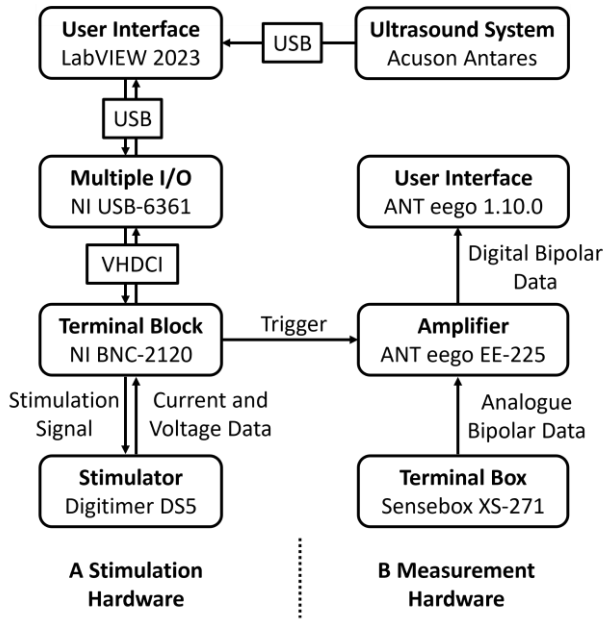 User Interface
LabVIEW 2023
USB
Ultrasound System
Acuson Antares
USB
Multiple I/O
NI USB-6361
User Interface
ANT eego 1.10.0
VHDCI
Digital Bipolar
Data
Terminal Block
NI BNC-2120
Trigger
Amplifier
ANT eego EE-225
Stimulation
Signal
Current and
Voltage Data
Analogue
Bipolar Data
Stimulator
Digitimer DS5
Terminal Box
Sensebox XS-271
A Stimulation
Hardware
B Measurement
Hardware